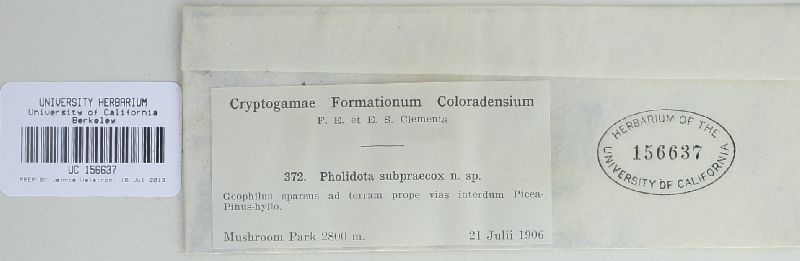 UNIVERSITY HERBARIUM
University of California
Berkeley
UC 156637
PREP. BY Jennie Valstrom, 16 Jul 2013
Cryptogamae Formationum Coloradensium
F. E. et E. S. Clements
372. Pholidota subpraecox n. sp.
Geophilus sparsus ad terram prope vias interdum Picea-
Pinus-hylio.
Mushroom Park 2800 m. 21 Julii 1906
HERBARIUM OF THE
156637
UNIVERSITY OF CALIFORNIA